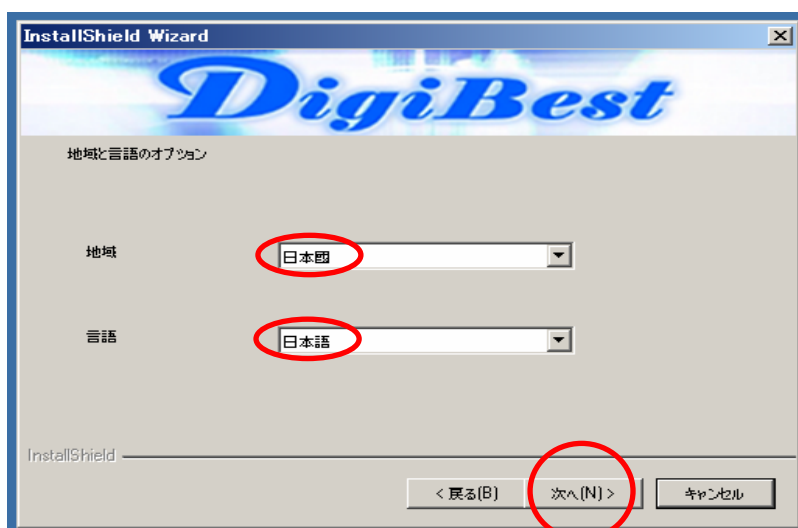 InstallShield Wizard
DigiBest
地域と言語のオプション
地域
日本國
言語
日本語
InstallShield
< 戻る(B)
次へ(N) >
キャンセル